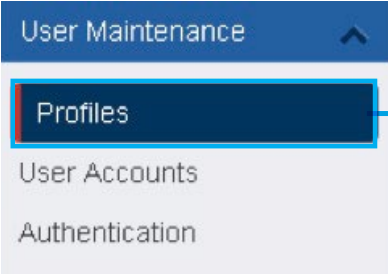 User Maintenance
Profiles
User Accounts
Authentication